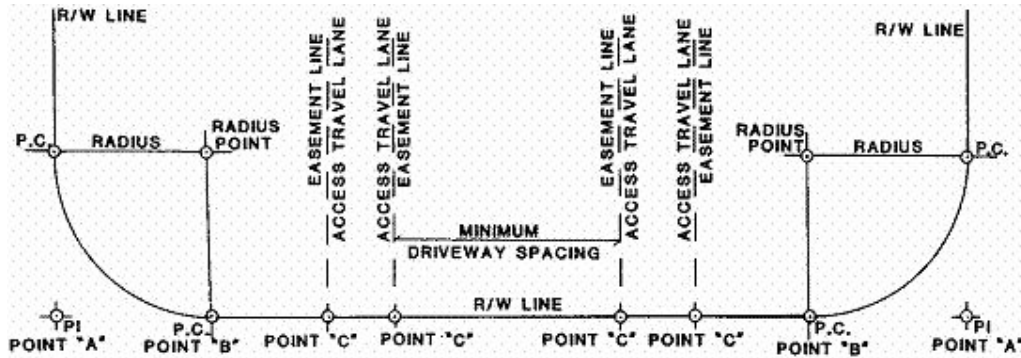 R/W LINE
R/W LINE
EASEMENT LINE
ACCESS TRAVEL LANE
ACCESS TRAVEL LANE
EASEMENT LINE
EASEMENT LINE
ACCESS TRAVEL LANE
ACCESS TRAVEL LANE
EASEMENT LINE
P.C.
RADIUS
RADIUS
POINT
RADIUS
POINT
RADIUS
P.C.
MINIMUM
DRIVEWAY SPACING
R/W LINE
PI
POINT "A"
P.C.
POINT "B"
POINT "C"
POINT "C"
POINT "C"
POINT "C"
P.C.
POINT "B"
PI
POINT "A"